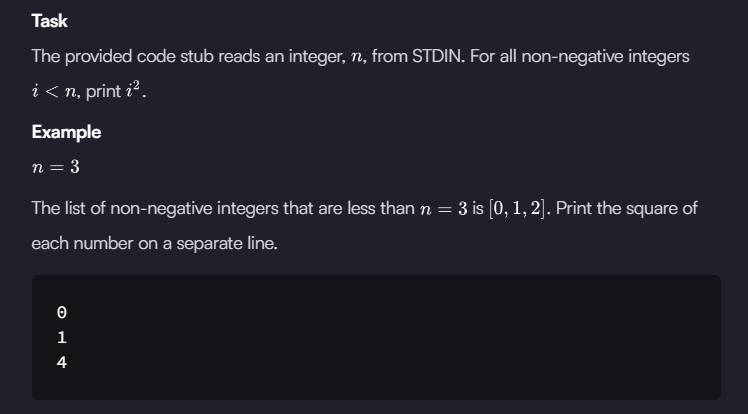 Task
The provided code stub reads an integer, n, from STDIN. For all non-negative integers
i < n, print i².
Example
n = 3
The list of non-negative integers that are less than n = 3 is [0, 1, 2]. Print the square of
each number on a separate line.
0
1
4